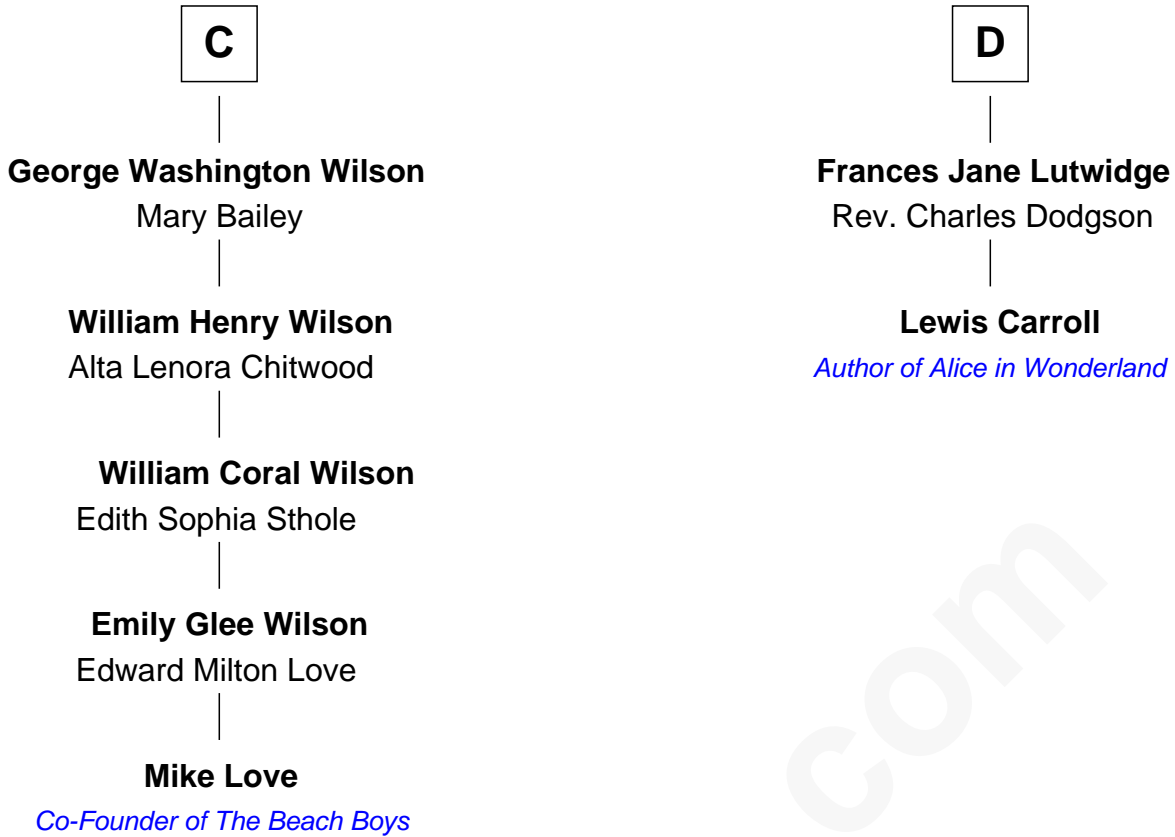 C
George Washington Wilson
Mary Bailey
William Henry Wilson
Alta Lenora Chitwood
William Coral Wilson
Edith Sophia Sthole
Emily Glee Wilson
Edward Milton Love
Mike Love
Co-Founder of The Beach Boys
D
Frances Jane Lutwidge
Rev. Charles Dodgson
Lewis Carroll
Author of Alice in Wonderland
com